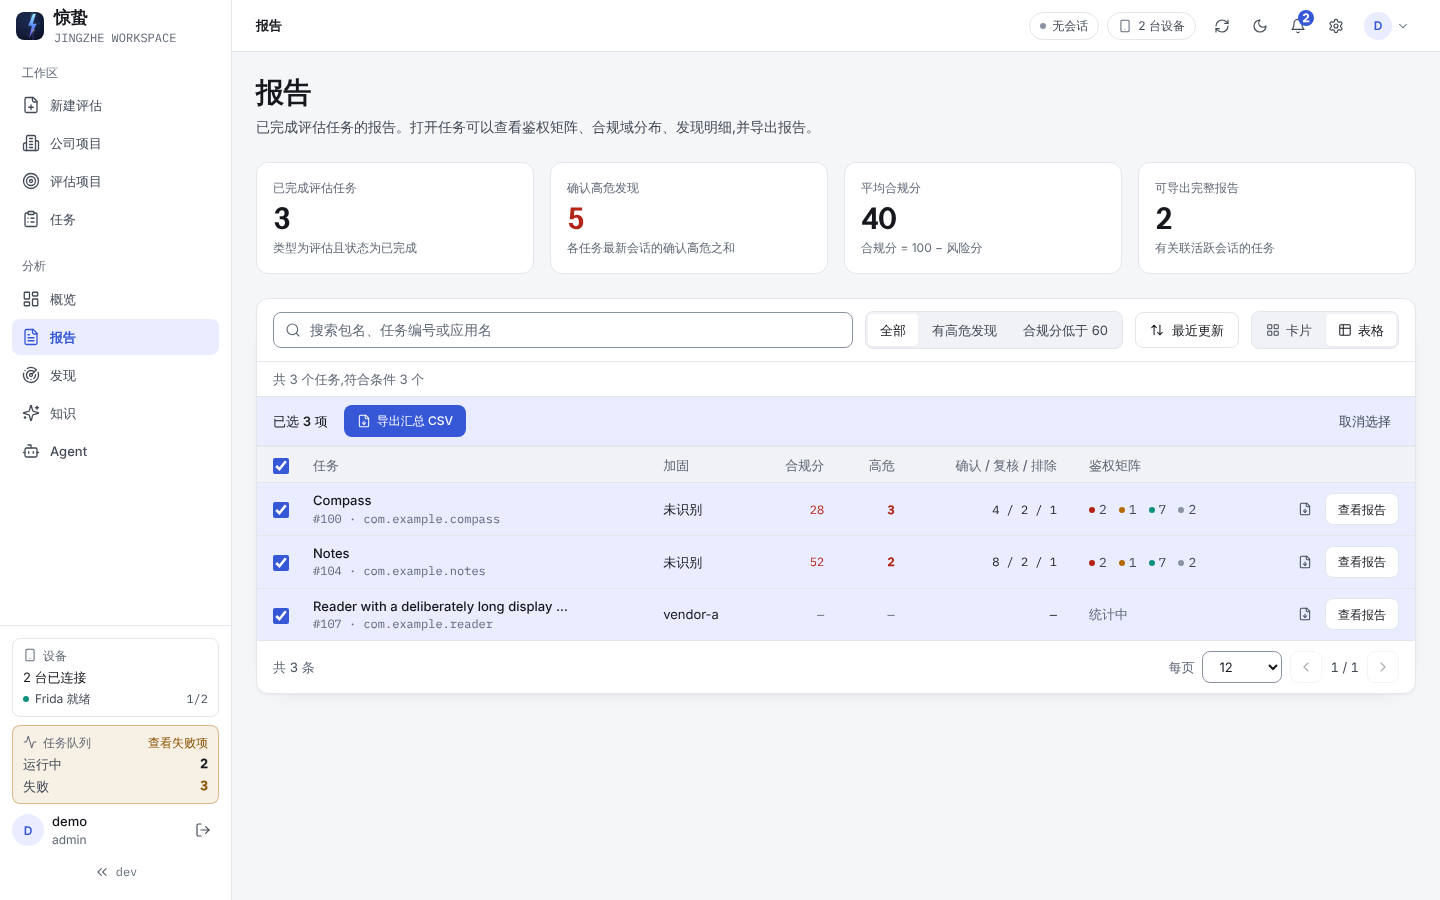 惊蛰
JINGZHE WORKSPACE
工作区
新建评估
公司项目
评估项目
任务
分析
概览
报告
发现
知识
Agent
设备
2 台已连接
Frida 就绪 1/2
任务队列 查看失败项
运行中 2
失败 3
D
demo
admin
dev
报告
无会话
2 台设备
2
D
报告
已完成评估任务的报告。打开任务可以查看鉴权矩阵、合规域分布、发现明细,并导出报告。
已完成评估任务
3
类型为评估且状态为已完成
确认高危发现
5
各任务最新会话的确认高危之和
平均合规分
40
合规分 = 100 − 风险分
可导出完整报告
2
有关联活跃会话的任务
搜索包名、任务编号或应用名
全部 有高危发现 合规分低于 60
最近更新
卡片 表格
共 3 个任务,符合条件 3 个
已选 3 项 导出汇总 CSV 取消选择
任务 加固 合规分 高危 确认 / 复核 / 排除 鉴权矩阵
Compass
#100 · com.example.compass
未识别 28 3 4 / 2 / 1 2 1 7 2 查看报告
Notes
#104 · com.example.notes
未识别 52 2 8 / 2 / 1 2 1 7 2 查看报告
Reader with a deliberately long display ...
#107 · com.example.reader
vendor-a – – – 统计中 查看报告
共 3 条
每页 12 1 / 1